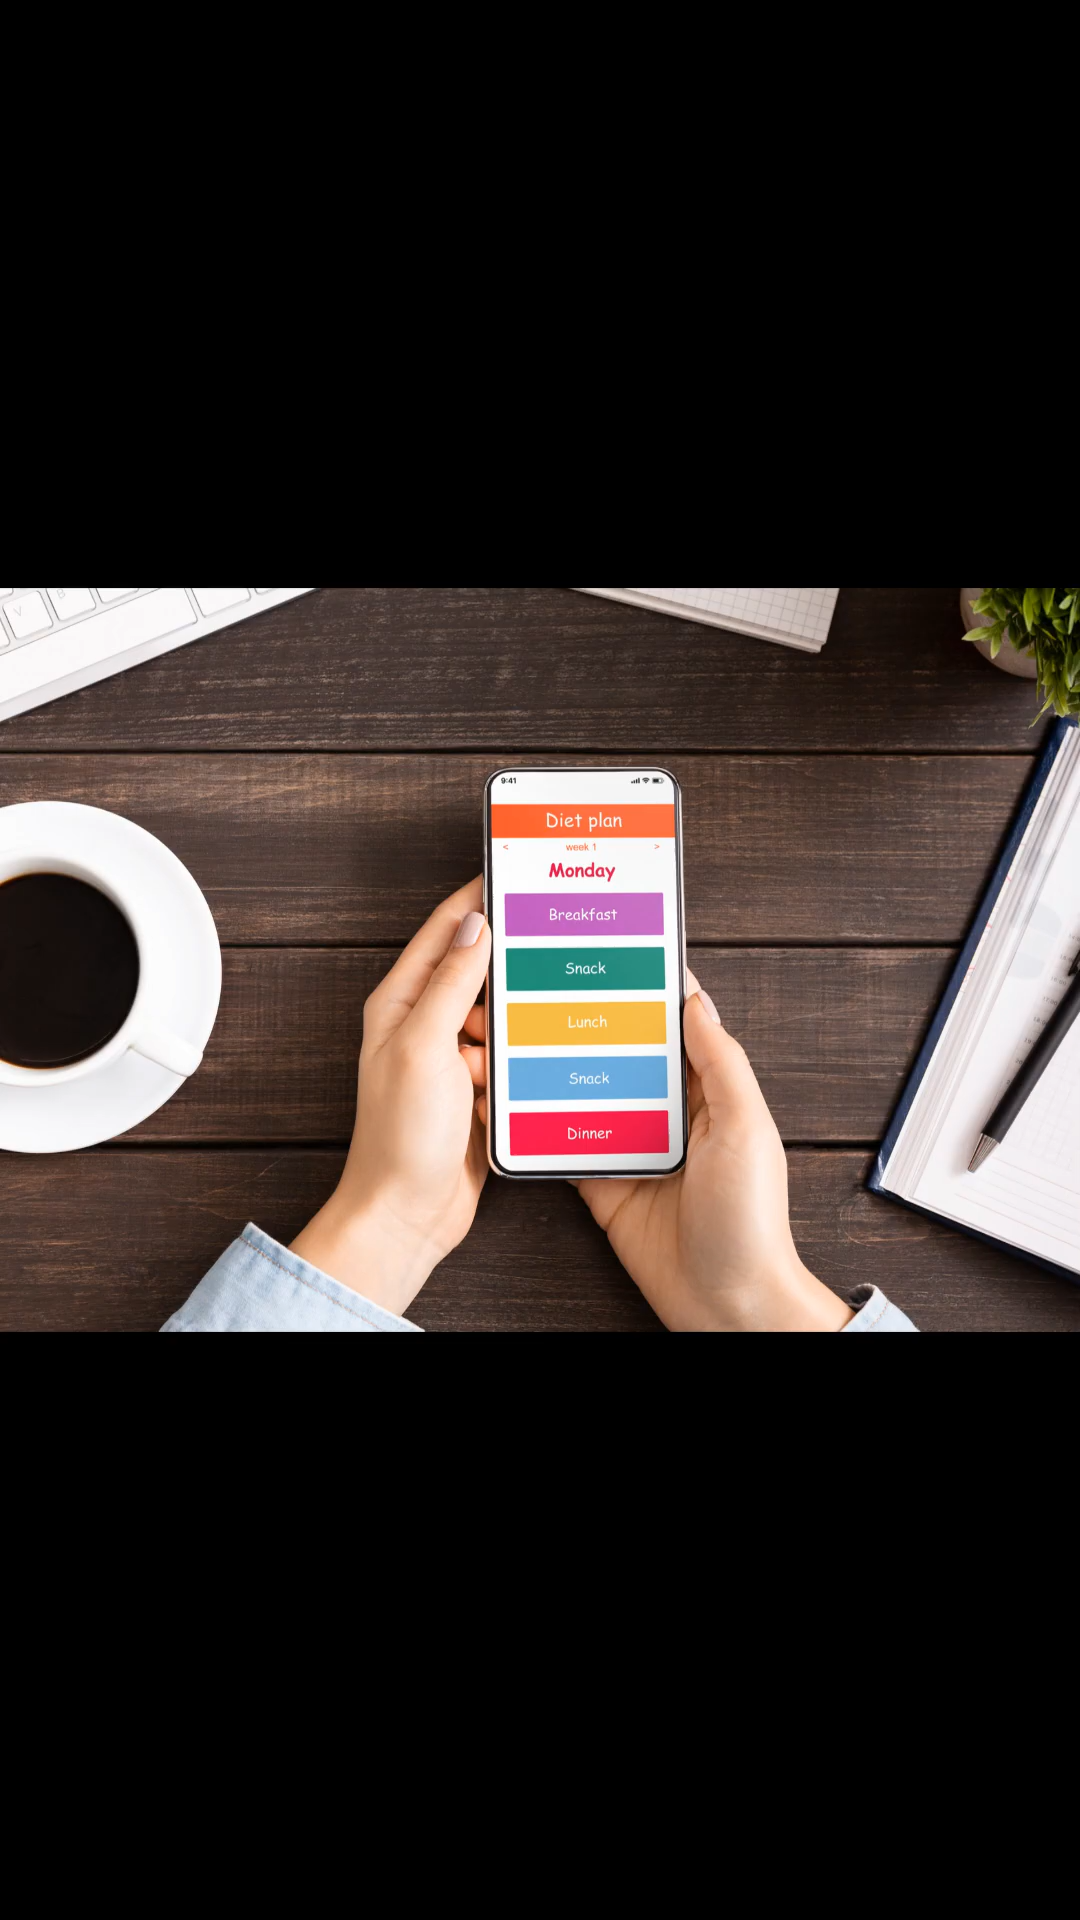 V B
9:41
Diet plan
< week 1 >
Monday
Breakfast
Snack
Lunch
Snack
Dinner